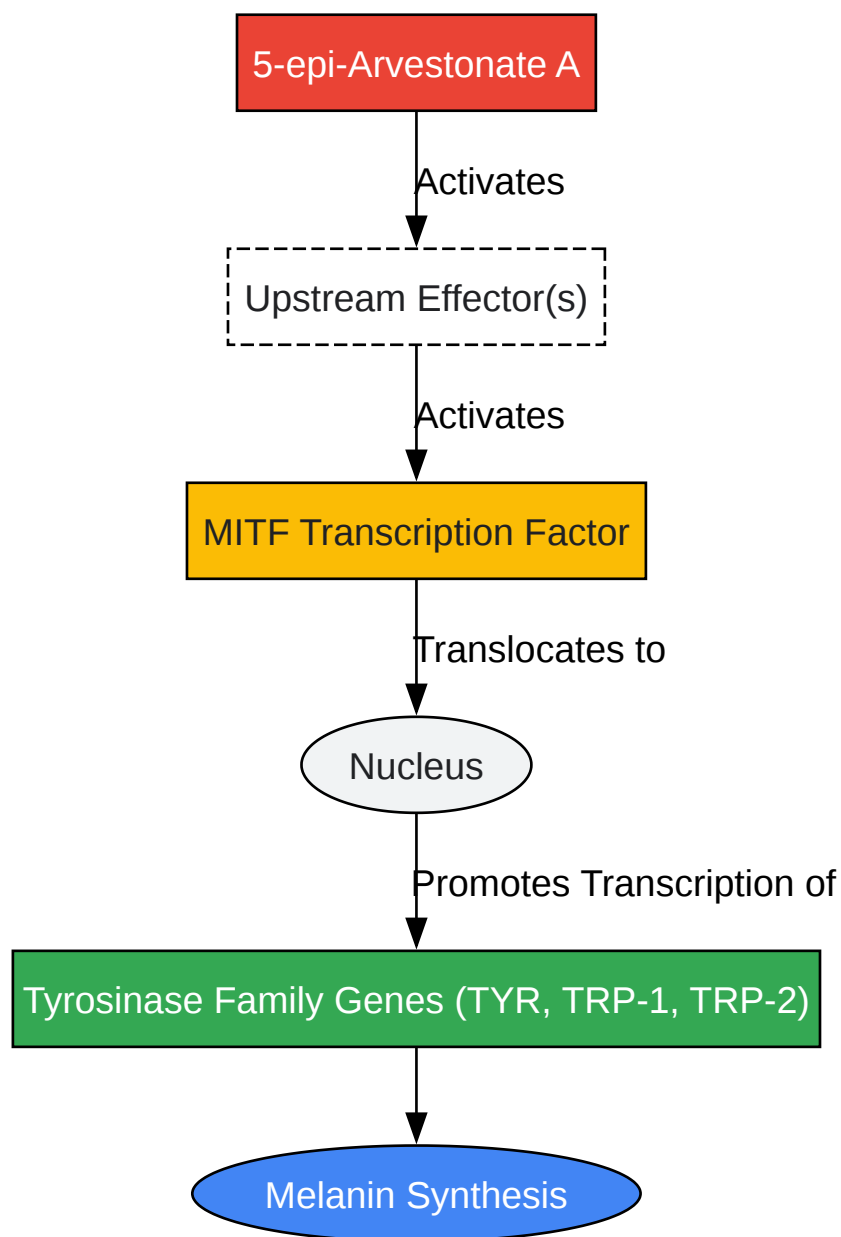 5-epi-Arvestonate A
Activates
Upstream Effector(s)
Activates
MITF Transcription Factor
Translocates to
Nucleus
Promotes Transcription of
Tyrosinase Family Genes (TYR, TRP-1, TRP-2)
Melanin Synthesis